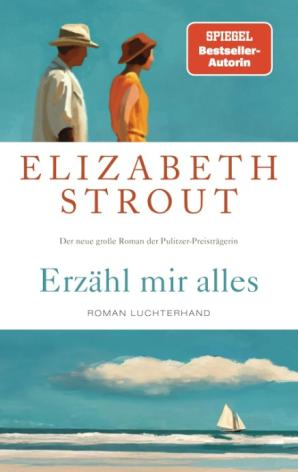 SPIEGEL
Bestseller-
Autorin
ELIZABETH
STROUT
Der neue große Roman der Pulitzer-Preisträgerin
Erzähl mir alles
ROMAN LUCHTERHAND